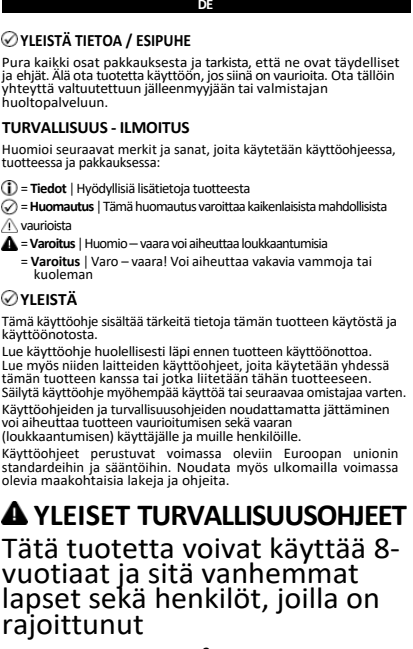 DE
YLEISTÄ TIETOA / ESIPUHE
Pura kaikki osat pakkauksesta ja tarkista, että ne ovat täydelliset
ja ehjät. Älä ota tuotetta käyttöön, jos siinä on vaurioita. Ota tällöin
yhteyttä valtuutettuun jälleenmyyjään tai valmistajan
huoltopalveluun.
TURVALLISUUS - ILMOITUS
Huomioi seuraavat merkit ja sanat, joita käytetään käyttöohjeessa,
tuotteessa ja pakkauksessa:
= Tiedot | Hyödyllisiä lisätietoja tuotteesta
= Huomautus | Tämä huomautus varoittaa kaikenlaisista mahdollisista
vaurioista
= Varoitus | Huomio – vaara voi aiheuttaa loukkaantumisia
= Varoitus | Varo – vaara! Voi aiheuttaa vakavia vammoja tai
kuoleman
YLEISTÄ
Tämä käyttöohje sisältää tärkeitä tietoja tämän tuotteen käytöstä ja
käyttöönotosta.
Lue käyttöohje huolellisesti läpi ennen tuotteen käyttöönottoa.
Lue myös niiden laitteiden käyttöohjeet, joita käytetään yhdessä
tämän tuotteen kanssa tai jotka liitetään tähän tuotteeseen.
Säilytä käyttöohje myöhempää käyttöä tai seuraavaa omistajaa varten.
Käyttöohjeiden ja turvallisuusohjeiden noudattamatta jättäminen
voi aiheuttaa tuotteen vaurioitumisen sekä vaaran
(loukkaantumisen) käyttäjälle ja muille henkilöille.
Käyttöohjeet perustuvat voimassa oleviin Euroopan unionin
standardeihin ja sääntöihin. Noudata myös ulkomailla voimassa
olevia maakohtaisia lakeja ja ohjeita.
YLEISET TURVALLISUUSOHJEET
Tätä tuotetta voivat käyttää 8-
vuotiaat ja sitä vanhemmat
lapset sekä henkilöt, joilla on
rajoittunut